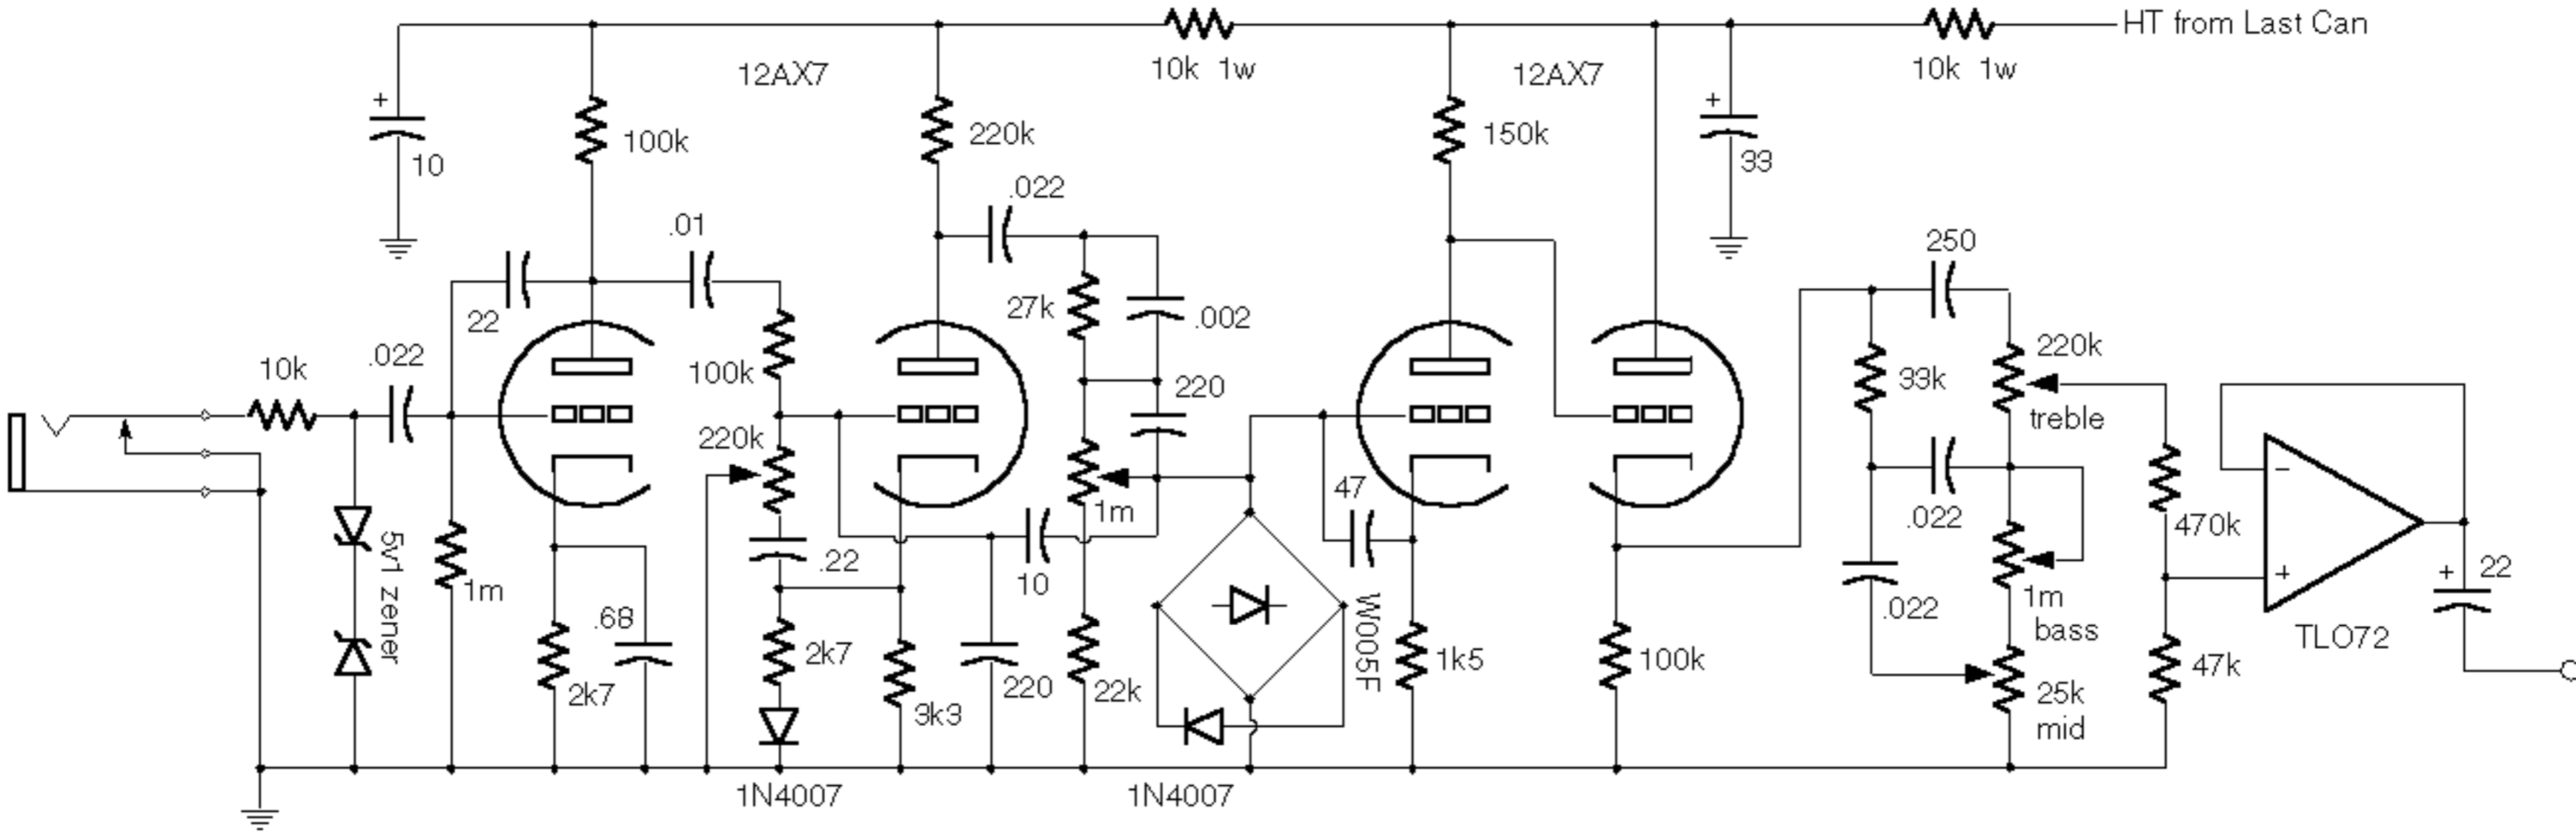 HT from Last Can
12AX7
10k 1w
12AX7
10k 1w
+
10
100k
220k
150k
+
33
.022
.01
250
22
27k
.002
220k
treble
10k
.022
100k
220
33k
220k
1m
47
.022
470k
−
+
5v1 zener
1m
.22
10
W005F
.022
1m
bass
+
22
TLO72
.68
2k7
2k7
3k3
220
22k
1k5
100k
25k
mid
47k
1N4007
1N4007